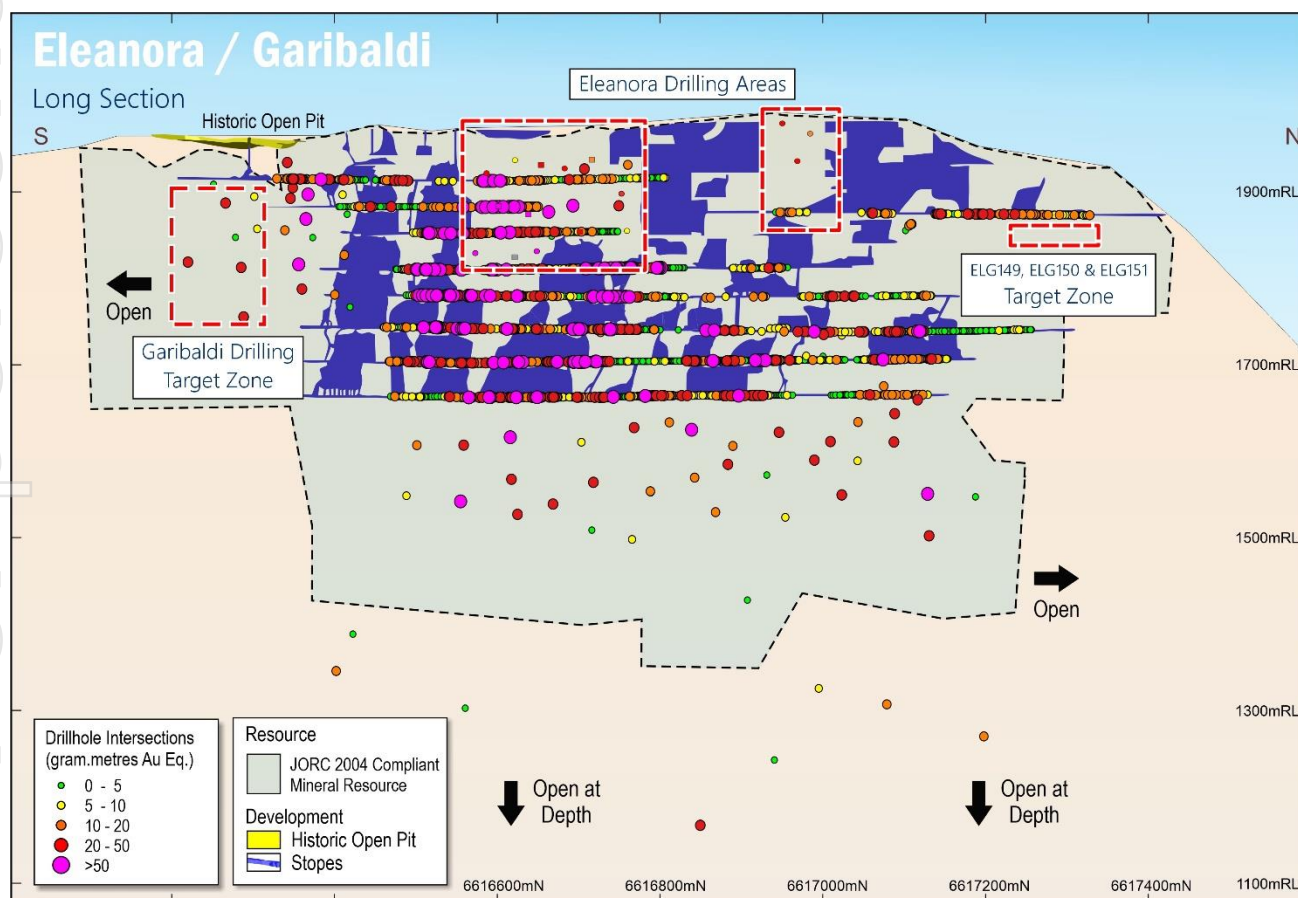 Eleanora / Garibaldi
Long Section
Eleanora Drilling Areas
Historic Open Pit
S
N
1900mRL
ELG149, ELG150 & ELG151
Target Zone
Open
Garibaldi Drilling
Target Zone
1700mRL
1500mRL
Open
1300mRL
Drillhole Intersections
(gram.metres Au Eq.)
0 - 5
5 - 10
10 - 20
20 - 50
>50
Resource
JORC 2004 Compliant
Mineral Resource
Development
Historic Open Pit
Stopes
Open at
Depth
Open at
Depth
6616600mN
6616800mN
6617000mN
6617200mN
6617400mN
1100mRL